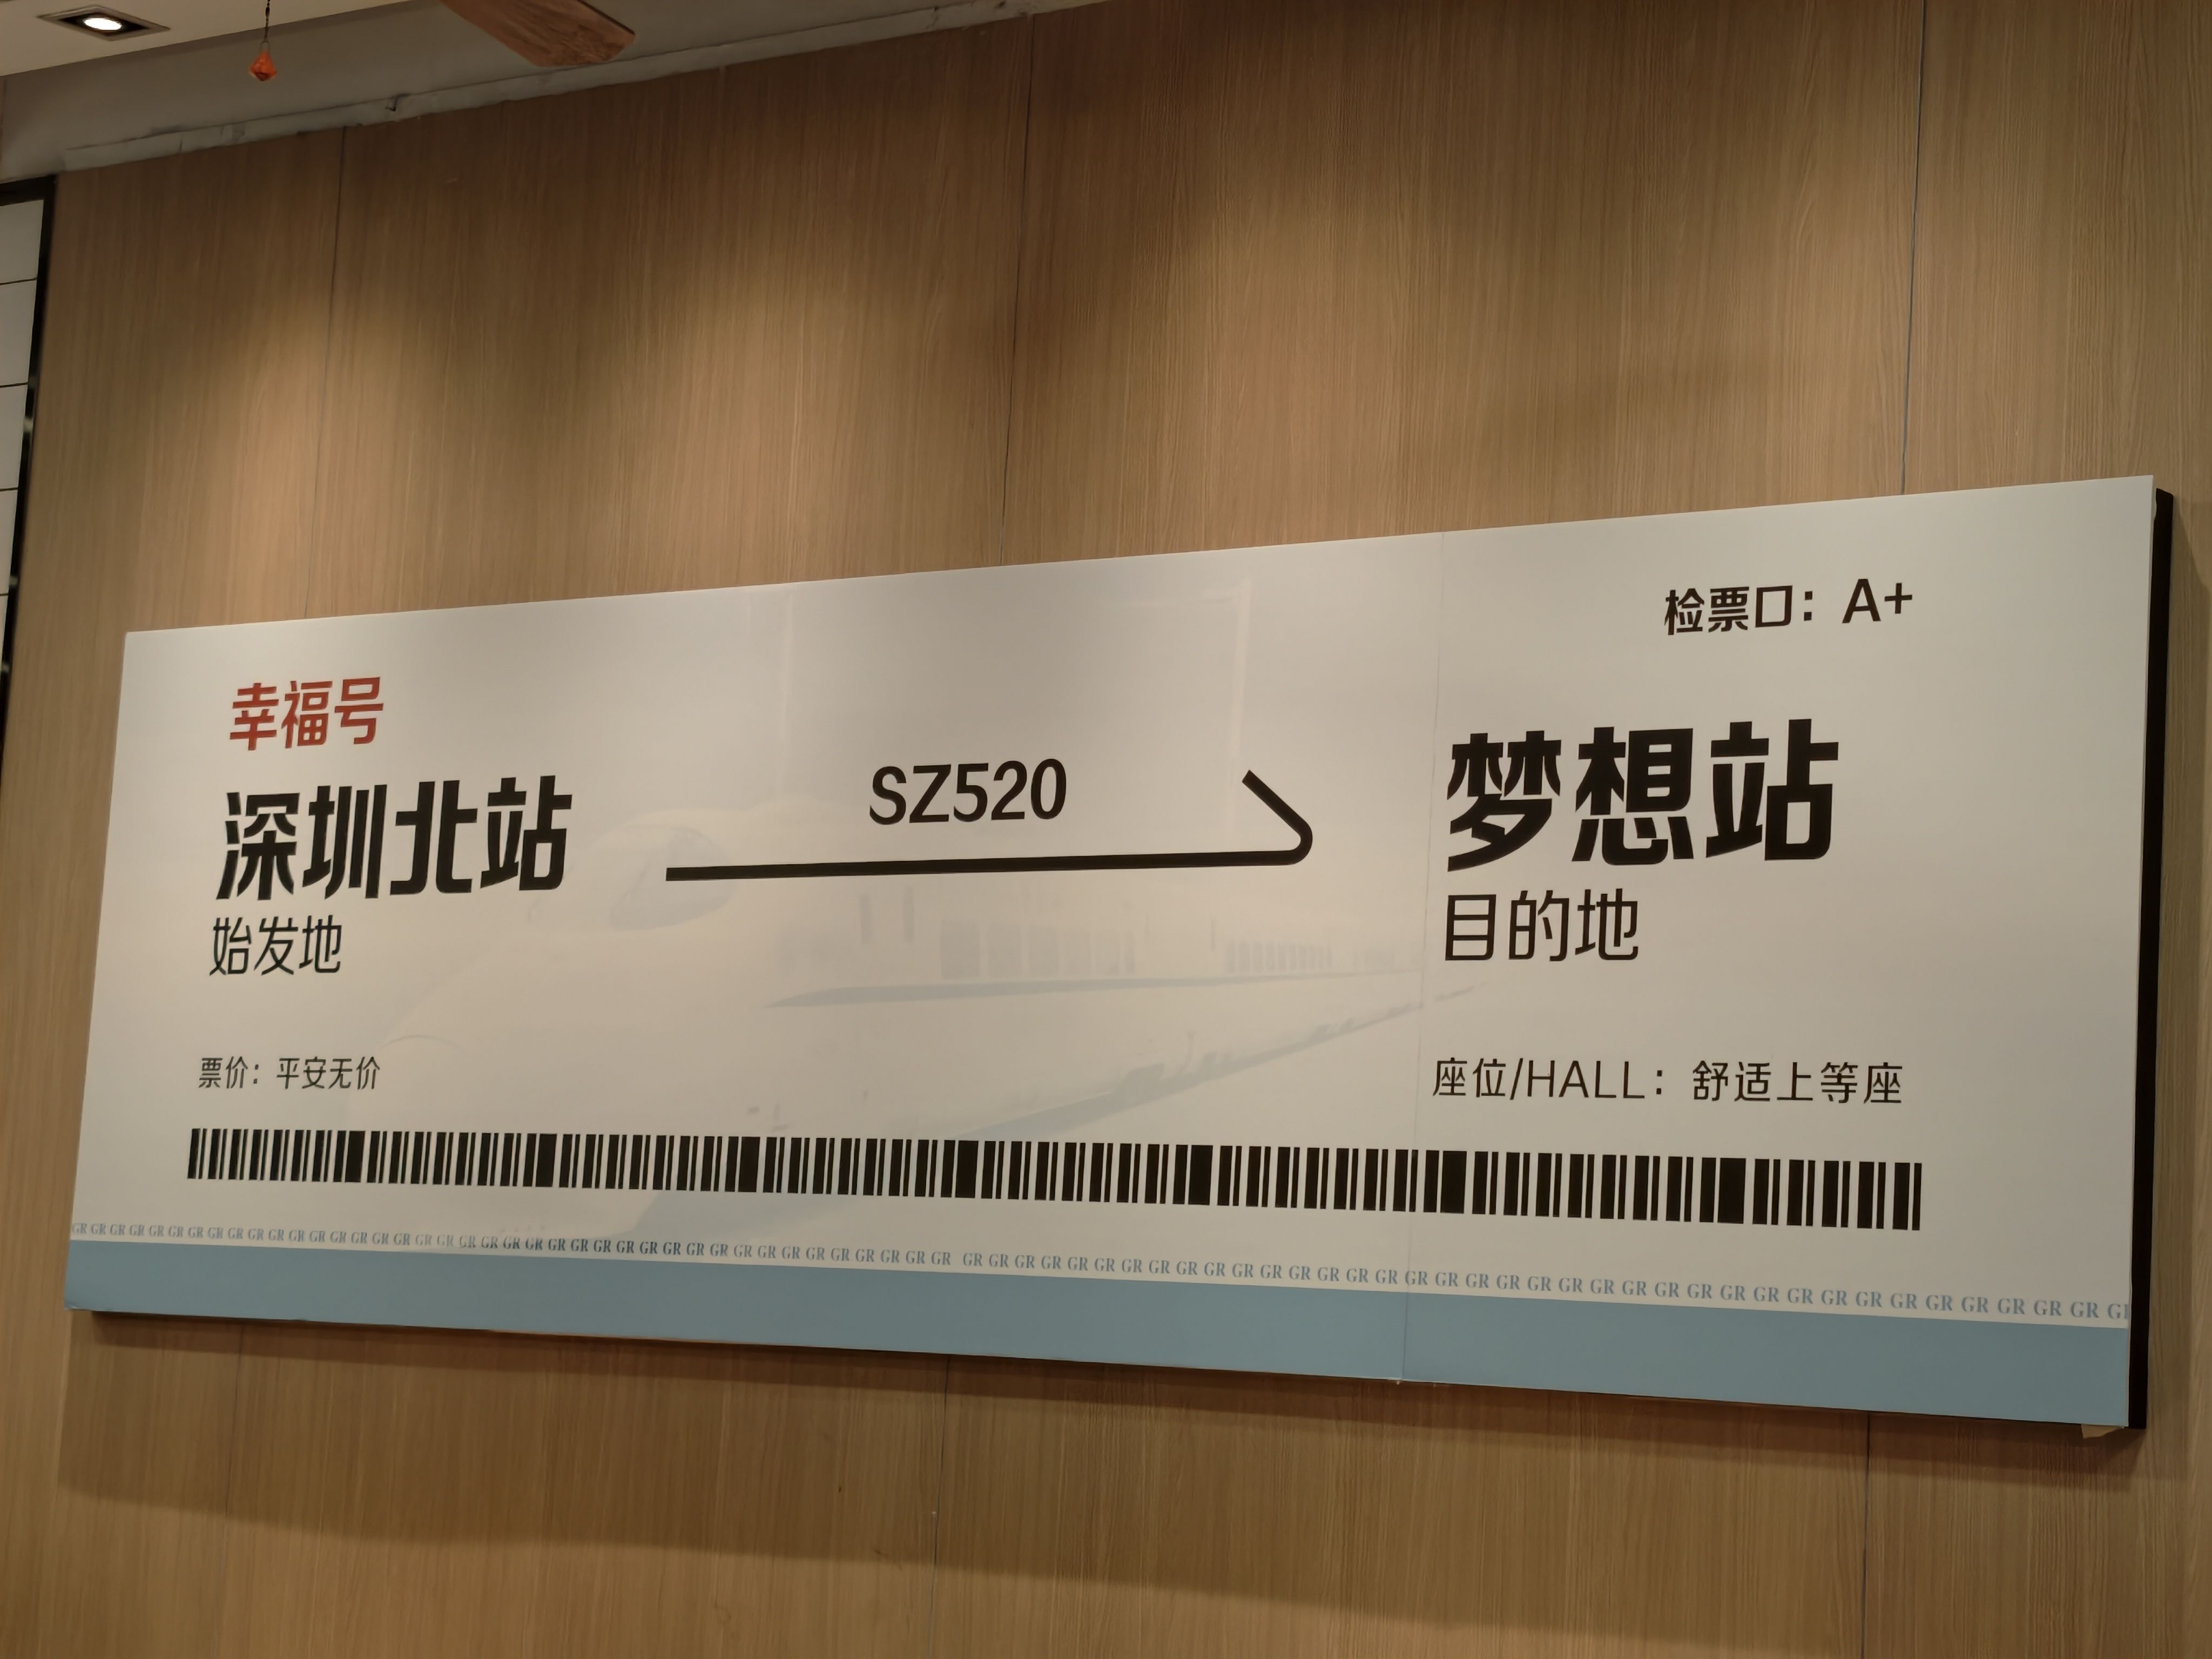 检票口：A+
幸福号
深圳北站
SZ520
梦想站
始发地
目的地
票价：平安无价
座位/HALL：舒适上等座
GR GR GR GR GR GR GR GR GR GR GR GR GR GR GR GR GR GR GR GR GR GR GR GR GR GR GR GR GR GR GR GR GR GR GR GR GR GR GR GR GR GR GR GR GR GR GR GR GR GR GR GR GR GR GR GR GR GR GR GR GR GR GR GR GR GR GR GR GR GR GR GR GR GR